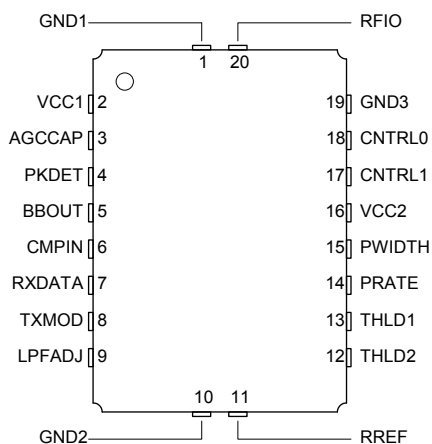 GND1 RFIO
1 20
VCC1 2 19 GND3
AGCCAP 3 18 CNTRL0
PKDET 4 17 CNTRL1
BBOUT 5 16 VCC2
CMPIN 6 15 PWIDTH
RXDATA 7 14 PRATE
TXMOD 8 13 THLD1
LPFADJ 9 12 THLD2
10 11
GND2 RREF